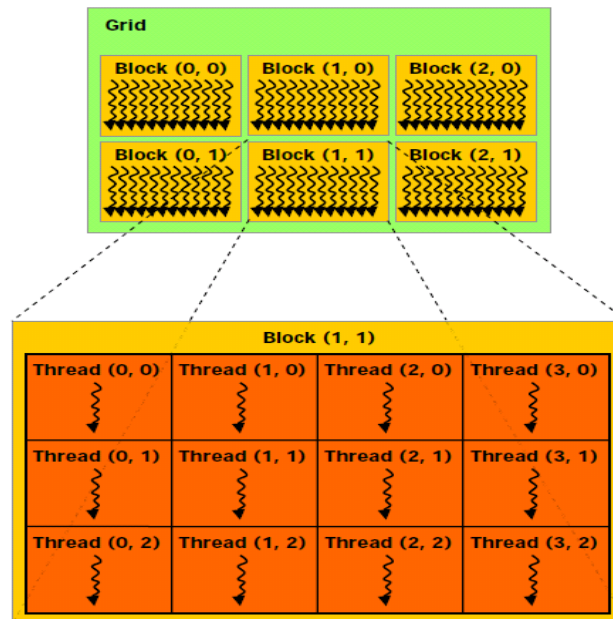 Grid
Block (0, 0) Block (1, 0) Block (2, 0)
Block (0, 1) Block (1, 1) Block (2, 1)
Block (1, 1)
Thread (0, 0) Thread (1, 0) Thread (2, 0) Thread (3, 0)
Thread (0, 1) Thread (1, 1) Thread (2, 1) Thread (3, 1)
Thread (0, 2) Thread (1, 2) Thread (2, 2) Thread (3, 2)